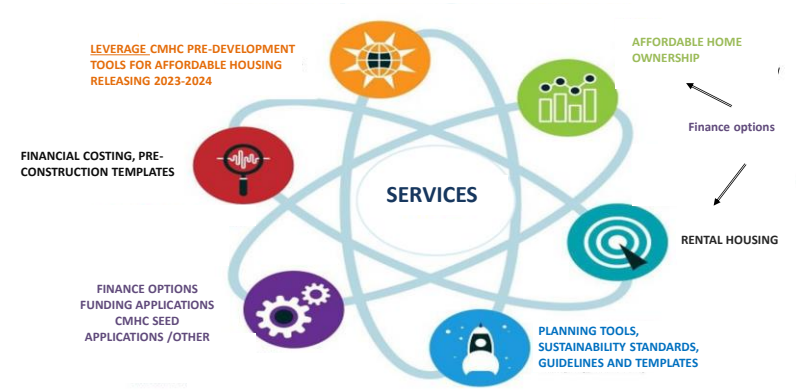 LEVERAGE CMHC PRE-DEVELOPMENT
TOOLS FOR AFFORDABLE HOUSING
RELEASING 2023-2024
AFFORDABLE HOME
OWNERSHIP
Finance options
FINANCIAL COSTING, PRE-
CONSTRUCTION TEMPLATES
SERVICES
RENTAL HOUSING
FINANCE OPTIONS
FUNDING APPLICATIONS
CMHC SEED
APPLICATIONS /OTHER
PLANNING TOOLS,
SUSTAINABILITY STANDARDS,
GUIDELINES AND TEMPLATES